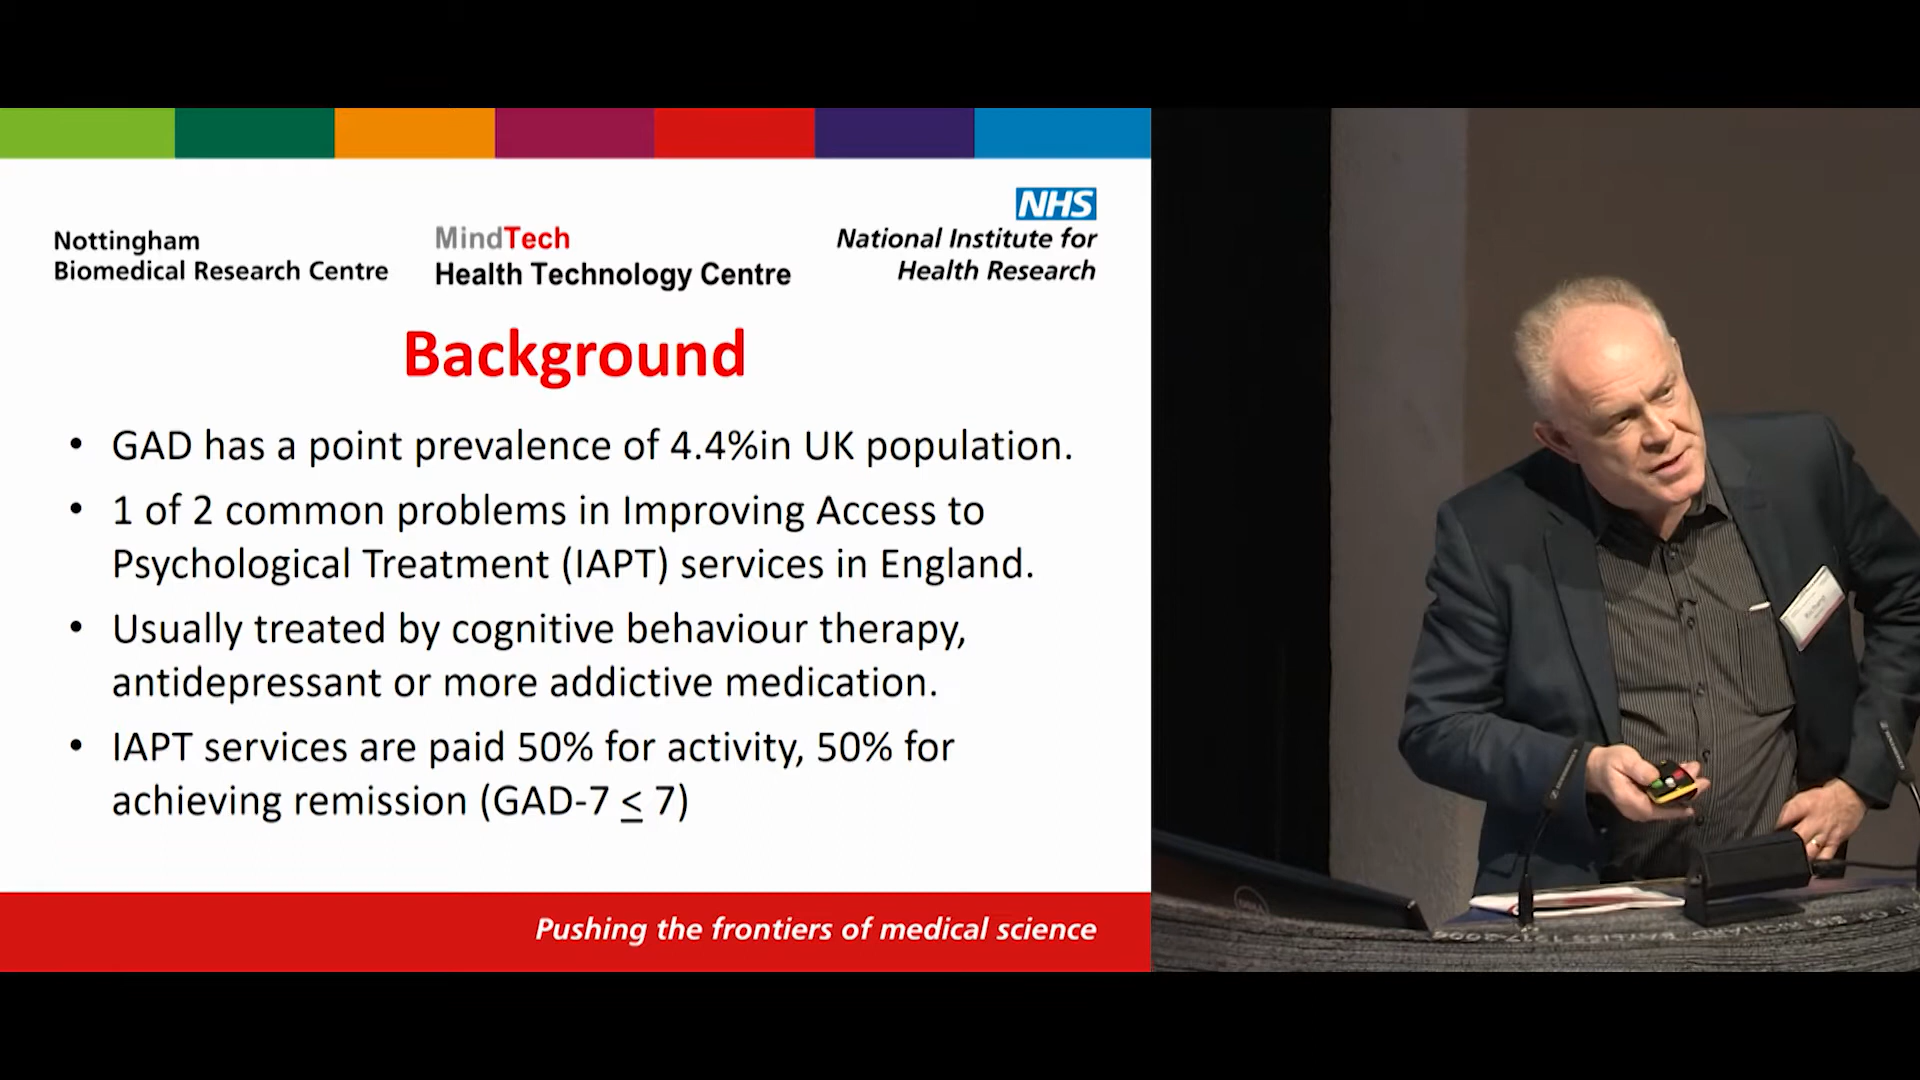 NHS
Nottingham
Biomedical Research Centre
MindTech
Health Technology Centre
National Institute for
Health Research
Background
• GAD has a point prevalence of 4.4%in UK population.
• 1 of 2 common problems in Improving Access to
Psychological Treatment (IAPT) services in England.
• Usually treated by cognitive behaviour therapy,
antidepressant or more addictive medication.
• IAPT services are paid 50% for activity, 50% for
achieving remission (GAD-7 ≤ 7)
Pushing the frontiers of medical science
Richard